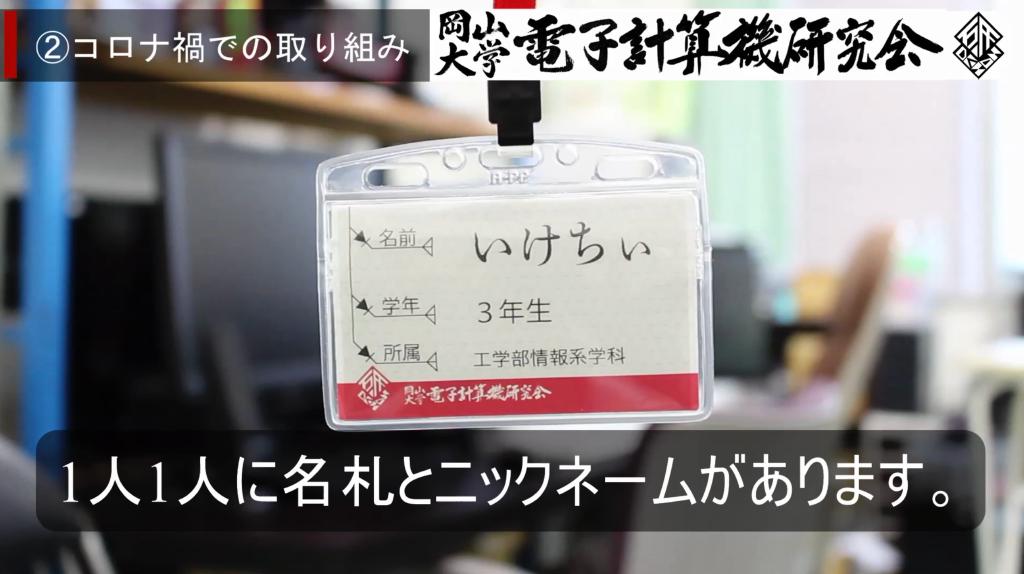 ②コロナ禍での取り組み
岡山大学 電子計算機研究会
名前 いけちぃ
学年 3年生
所属 工学部情報系学科
岡山大学 電子計算機研究会
1人1人に名札とニックネームがあります。